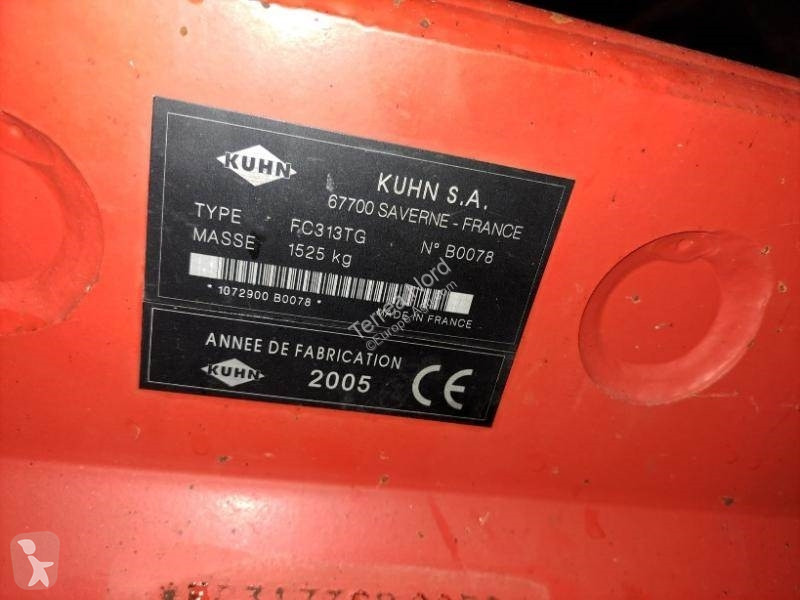 KUHN
KUHN S.A.
67700 SAVERNE - FRANCE
TYPE FC313TG N° B0078
MASSE 1525 kg
* 1G72900 B0078 *
MADE IN FRANCE
ANNEE DE FABRICATION
KUHN 2005 CE